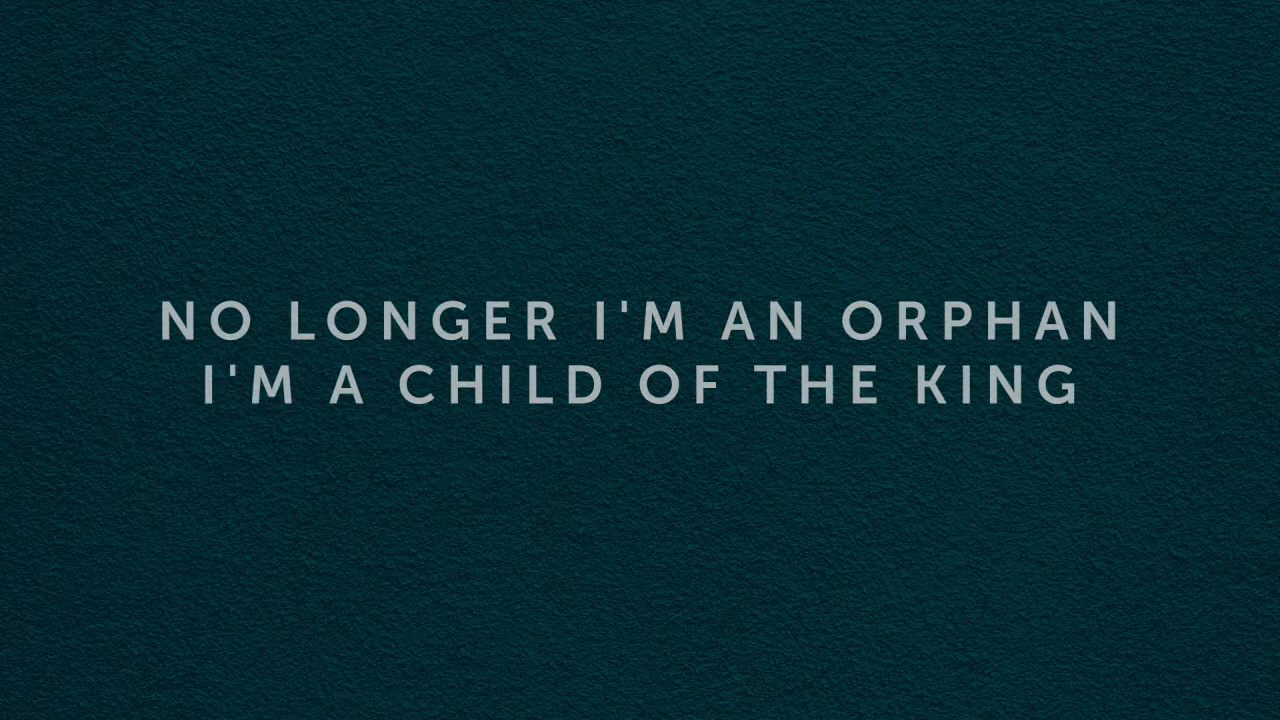 NO LONGER I'M AN ORPHAN
I'M A CHILD OF THE KING